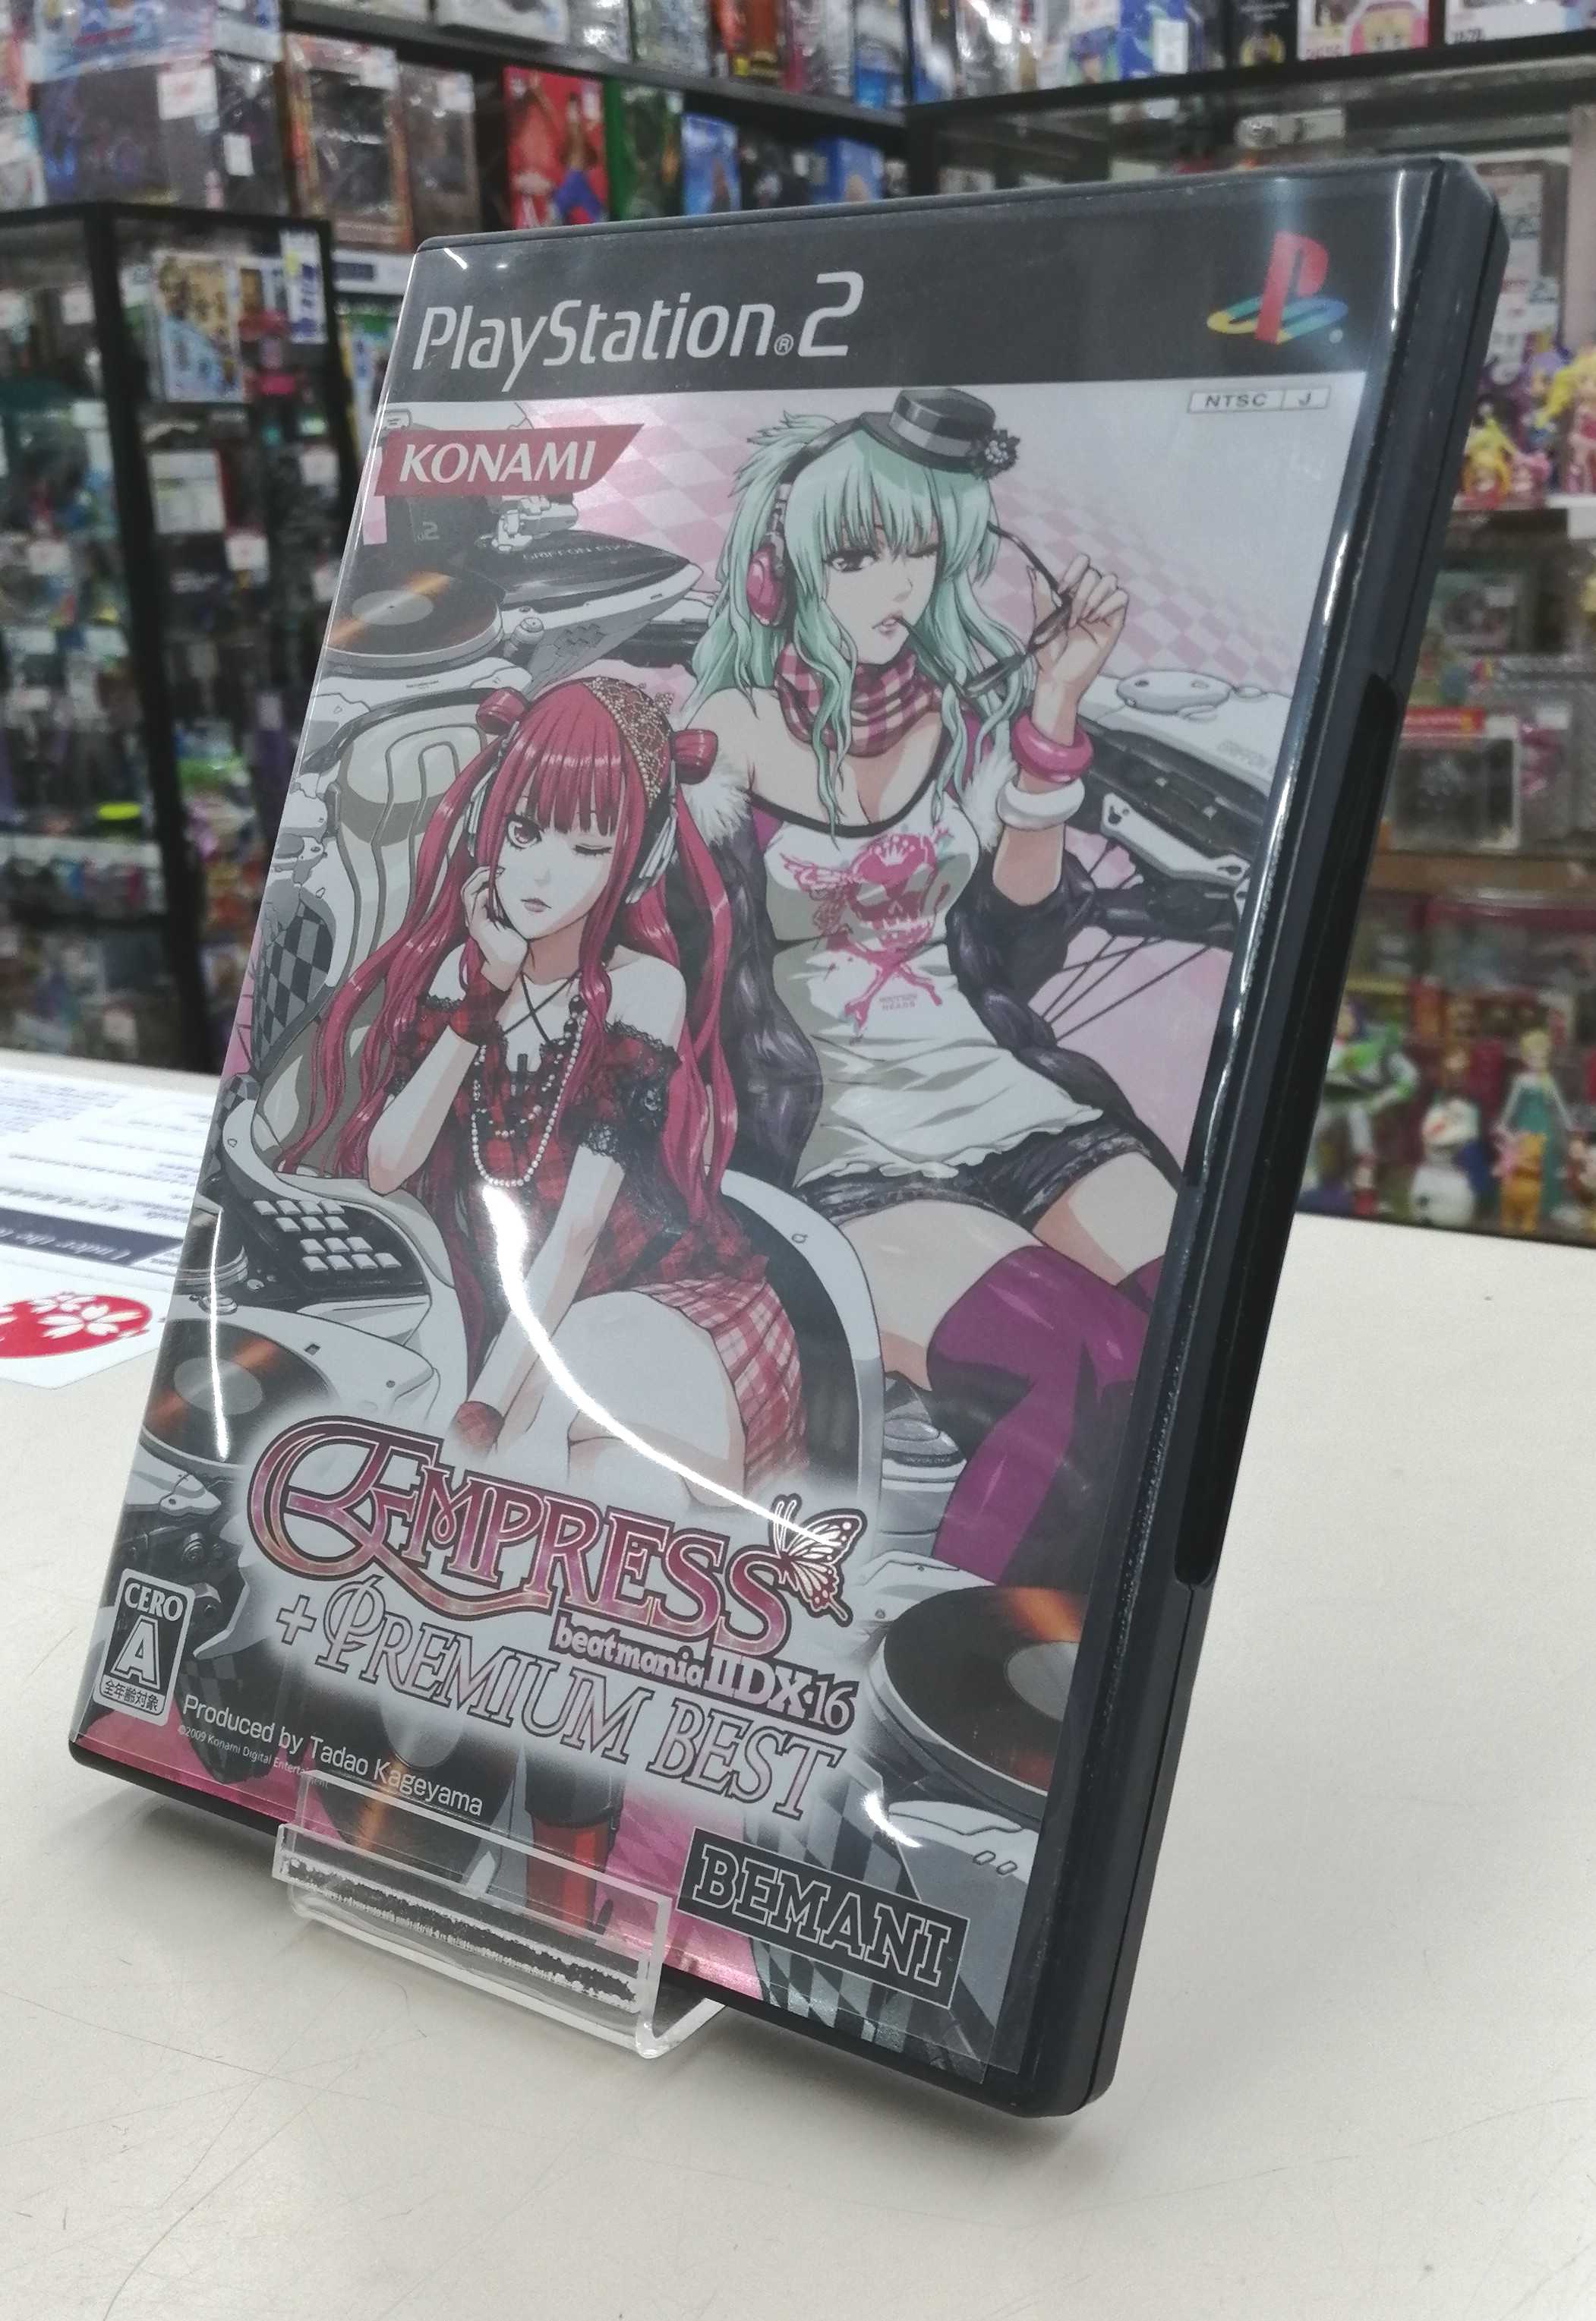 PlayStation®2
NTSC J
KONAMI
EMPRESS
beatmania IIDX 16
+ PREMIUM BEST
CERO
A
全年齢対象
Produced by Tadao Kageyama
©2009 Konami Digital Entertainment
BEMANI